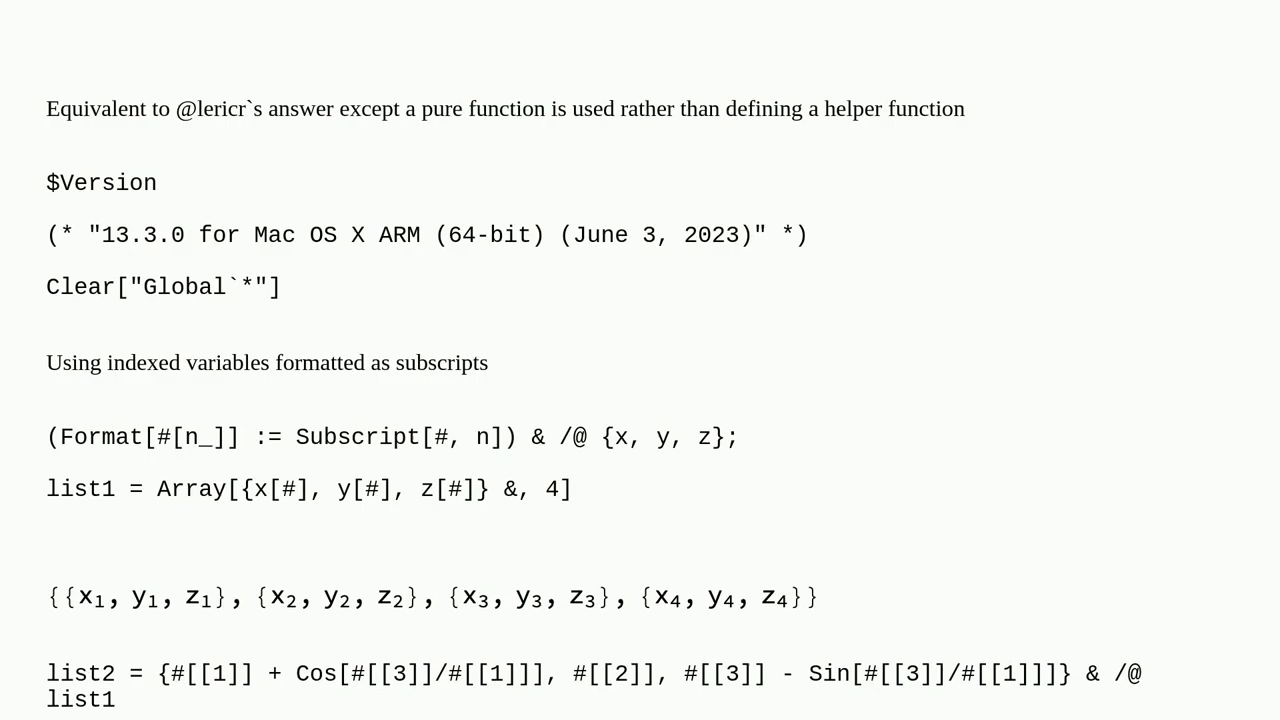 Equivalent to @lericr`s answer except a pure function is used rather than defining a helper function
$Version
(* "13.3.0 for Mac OS X ARM (64-bit) (June 3, 2023)" *)
Clear["Global`*"]
Using indexed variables formatted as subscripts
(Format[#[n_]] := Subscript[#, n]) & /@ {x, y, z};
list1 = Array[{x[#], y[#], z[#]} &, 4]
{{x₁, y₁, z₁}, {x₂, y₂, z₂}, {x₃, y₃, z₃}, {x₄, y₄, z₄}}
list2 = {#[[1]] + Cos[#[[3]]/#[[1]]], #[[2]], #[[3]] - Sin[#[[3]]/#[[1]]]} & /@
list1